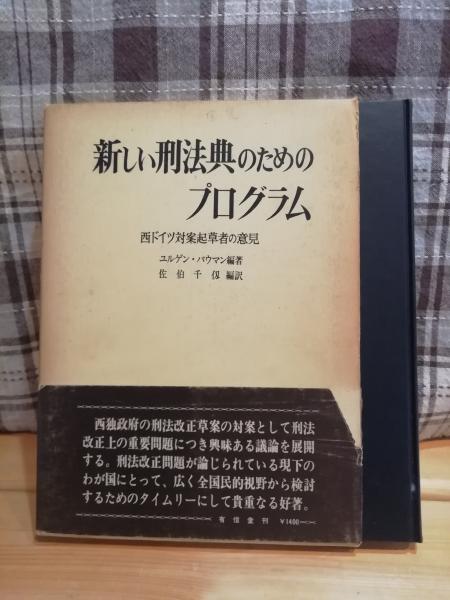 新しい刑法典のための
プログラム
西ドイツ対案起草者の意見
ユルゲン・バウマン編著
佐伯千仭編訳
西独政府の刑法改正草案の対案として刑法
改正上の重要問題につき興味ある議論を展開
する。刑法改正問題が論じられている現下の
わが国にとって、広く全国民的視野から検討
するためのタイムリーにして貴重なる好著。
有信堂刊 ¥1400